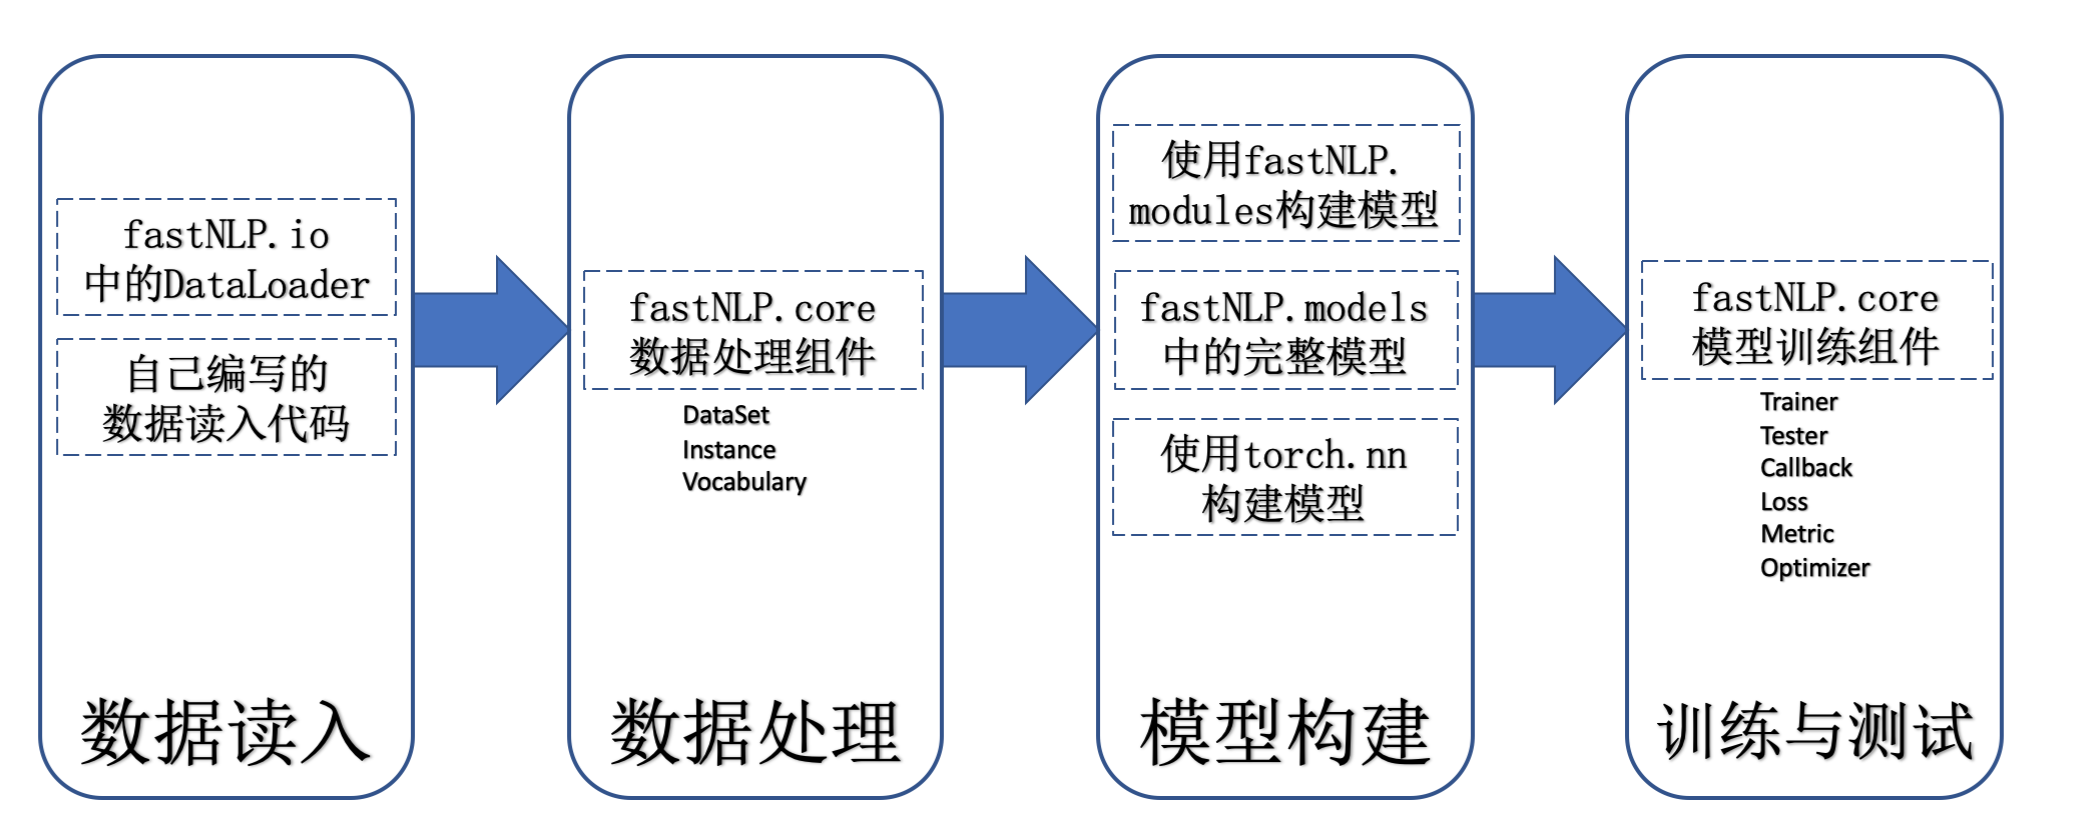 fastNLP.io
中的DataLoader
自己编写的
数据读入代码
数据读入
fastNLP.core
数据处理组件
DataSet
Instance
Vocabulary
数据处理
使用fastNLP.
modules构建模型
fastNLP.models
中的完整模型
使用torch.nn
构建模型
模型构建
fastNLP.core
模型训练组件
Trainer
Tester
Callback
Loss
Metric
Optimizer
训练与测试